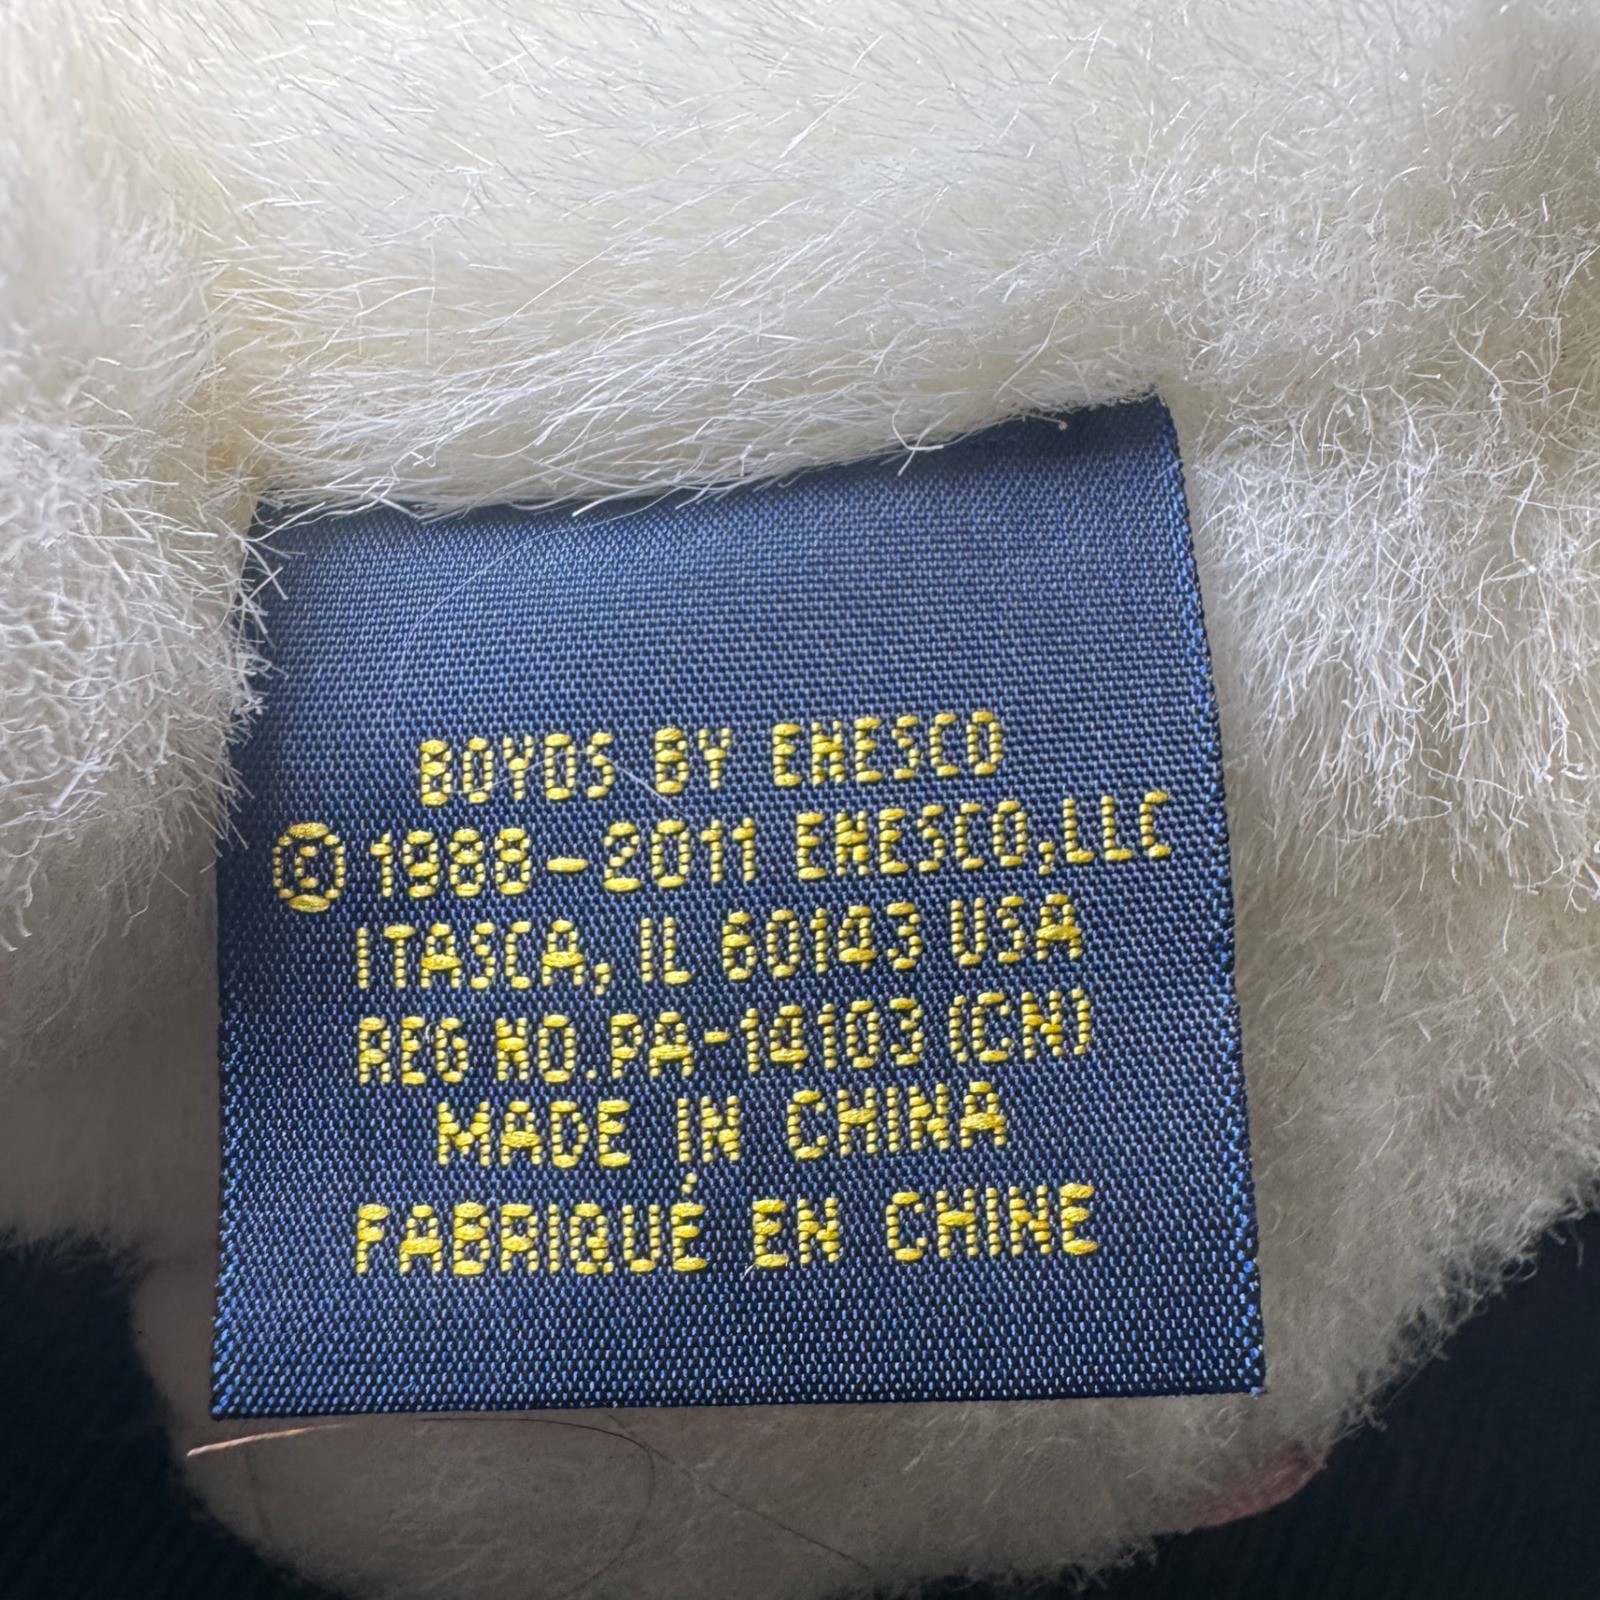 BOYDS BY ENESCO
©1988-2011 ENESCO,LLC
ITASCA, IL 60143 USA
REG NO.PA-14103 (CN)
MADE IN CHINA
FABRIQUÉ EN CHINE